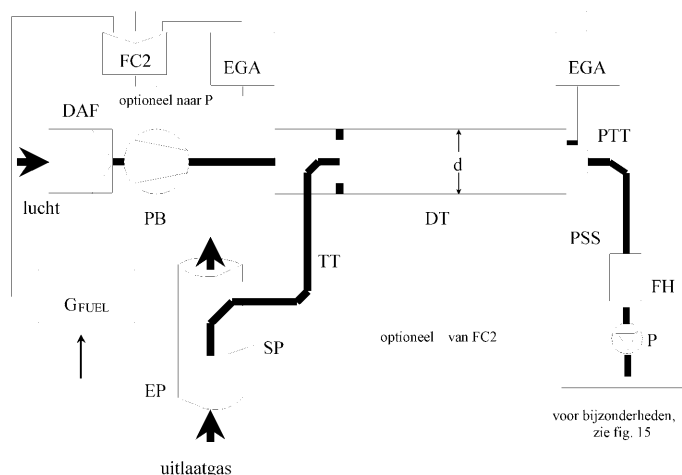 FC2
EGA
EGA
optioneel naar P
DAF
PTT
d
lucht
PB
DT
PSS
TT
FH
GFUEL
SP
optioneel van FC2
P
EP
voor bijzonderheden,
zie fig. 15
uitlaatgas